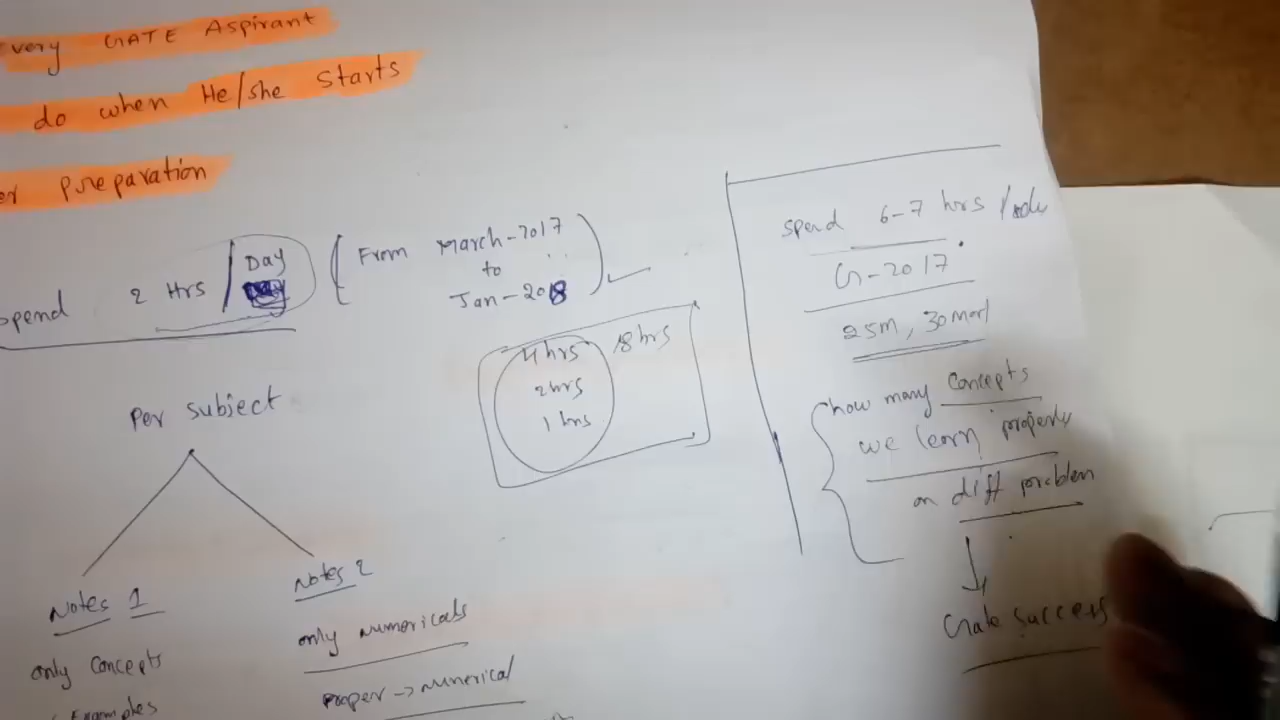 very GATE Aspirant
do when He/she Starts
er Preparation
spend 2 Hrs / Day
(From March-2017
to
Jan-2018)
4 hrs 18 hrs
2 hrs
1 hrs
Per subject
Notes 1
only Concepts
Examples
Notes 2
only numericals
Proper → numerical
spend 6-7 hrs /
G-2017
25m, 30 marl
how many Concepts
we learn properly
on diff problem
↓
Gate success